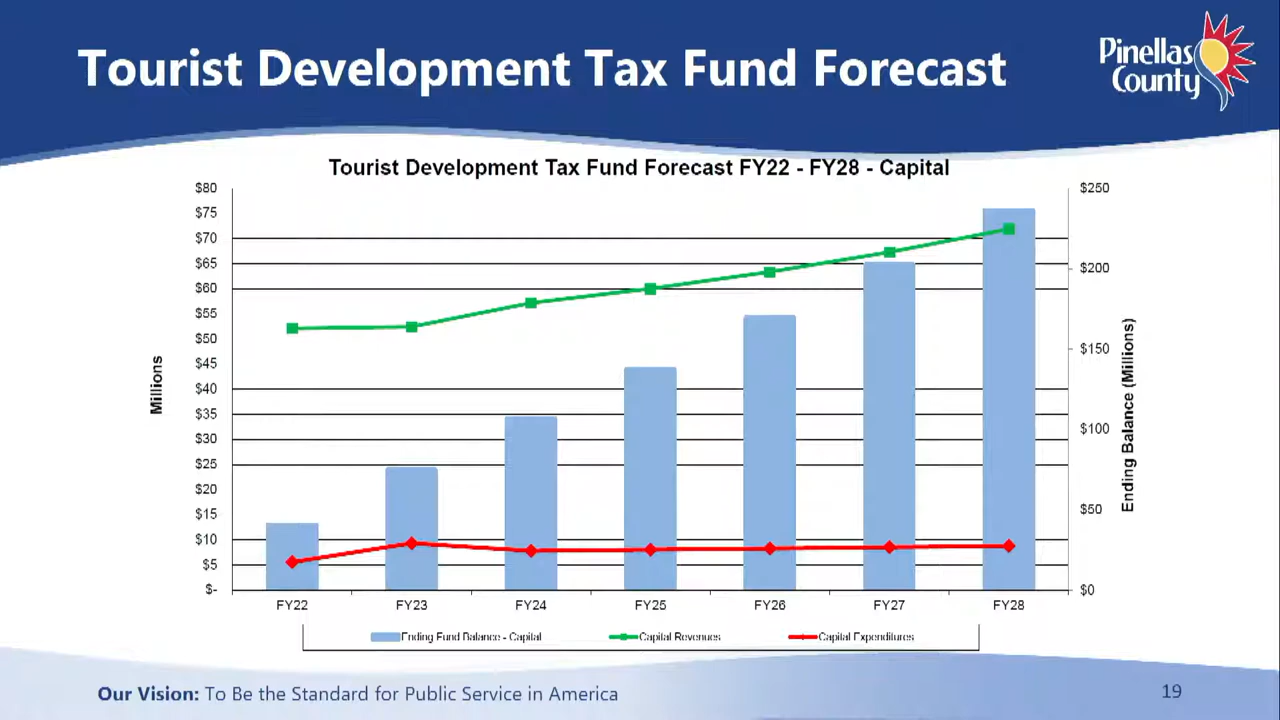 Tourist Development Tax Fund Forecast
Pinellas
County
Tourist Development Tax Fund Forecast FY22 - FY28 - Capital
$80
$75
$70
$65
$60
$55
$50
$45
$40
$35
$30
$25
$20
$15
$10
$5
$-
Millions
$250
$200
$150
$100
$50
$0
Ending Balance (Millions)
FY22 FY23 FY24 FY25 FY26 FY27 FY28
Ending Fund Balance - Capital Capital Revenues Capital Expenditures
Our Vision: To Be the Standard for Public Service in America
19